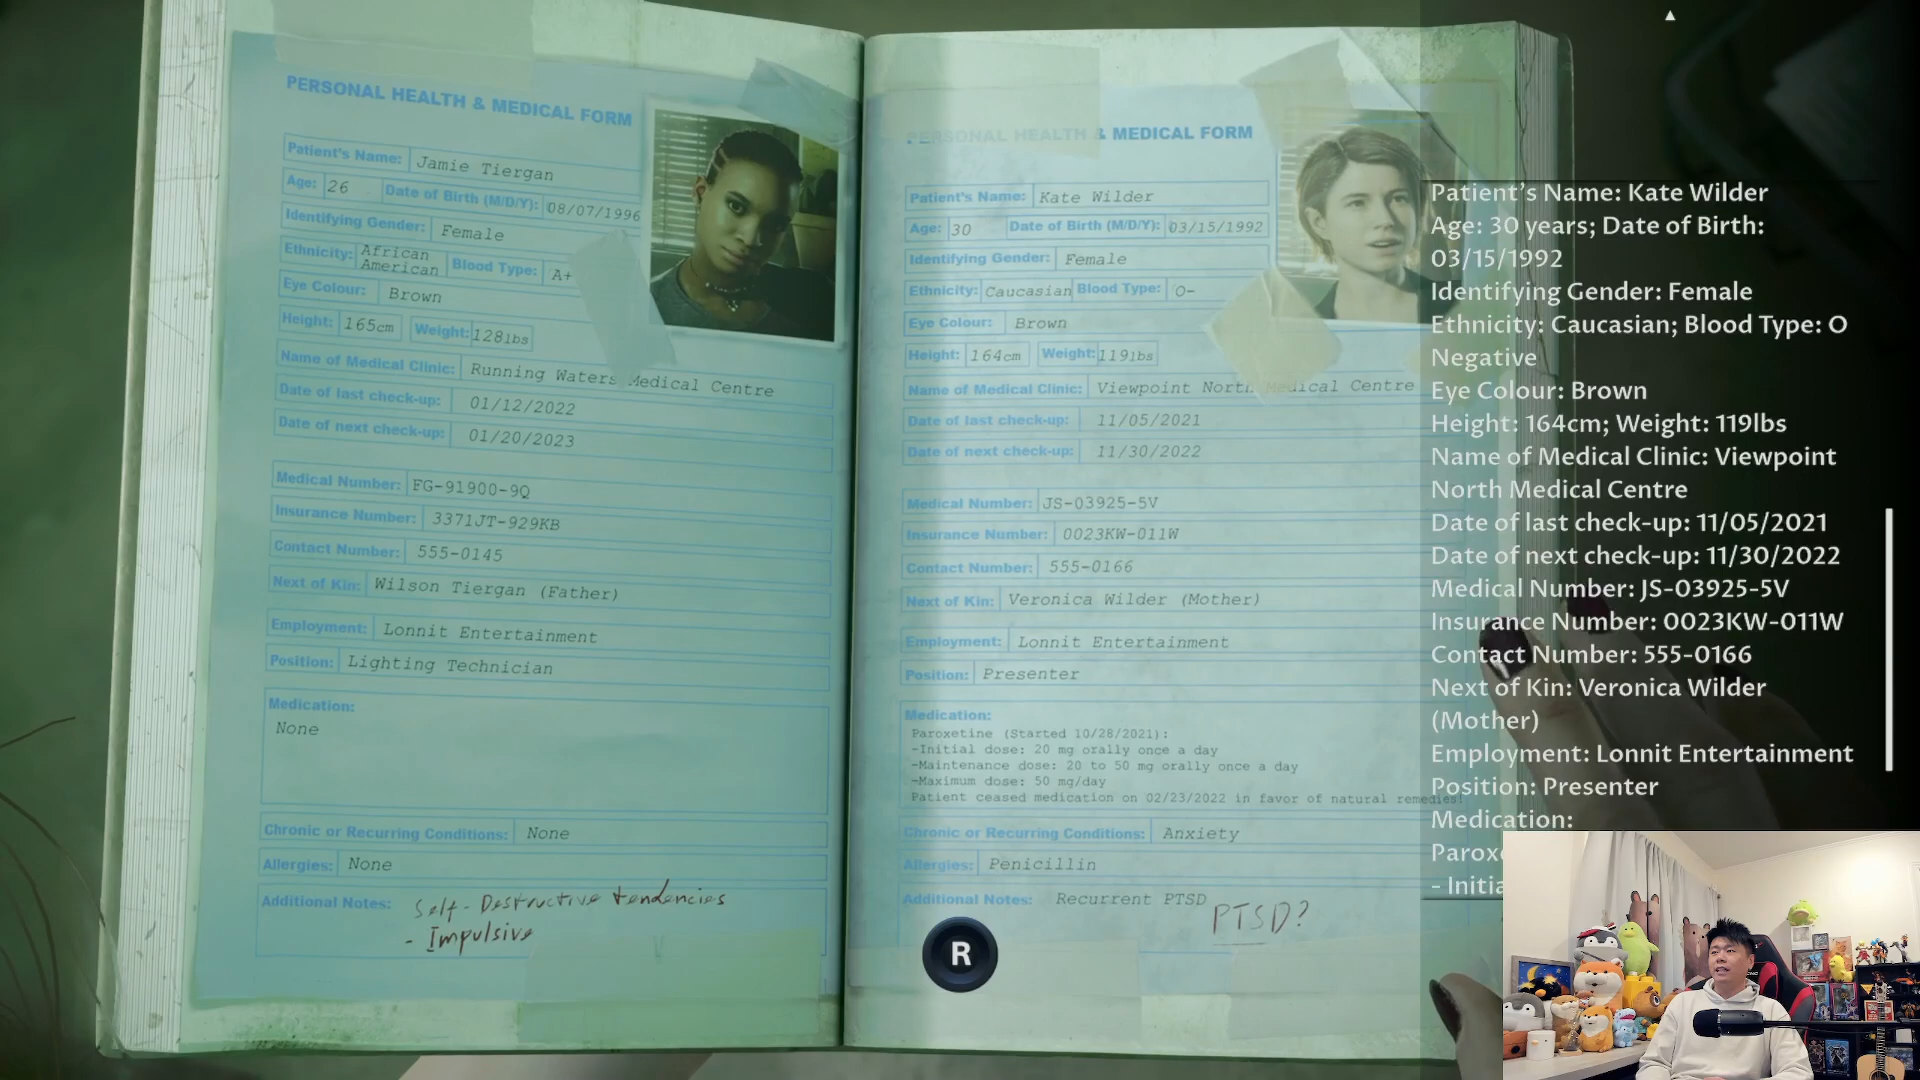 PERSONAL HEALTH & MEDICAL FORM
Patient's Name: Jamie Tiergan
Age: 26 Date of Birth (M/D/Y): 08/07/1996
Identifying Gender: Female
Ethnicity: African American Blood Type: A+
Eye Colour: Brown
Height: 165cm Weight: 128lbs
Name of Medical Clinic: Running Waters Medical Centre
Date of last check-up: 01/12/2022
Date of next check-up: 01/20/2023
Medical Number: FG-91900-9Q
Insurance Number: 3371JT-929KB
Contact Number: 555-0145
Next of Kin: Wilson Tiergan (Father)
Employment: Lonnit Entertainment
Position: Lighting Technician
Medication:
None
Chronic or Recurring Conditions: None
Allergies: None
Additional Notes: Self-Destructive tendencies
- Impulsive
PERSONAL HEALTH & MEDICAL FORM
Patient's Name: Kate Wilder
Age: 30 Date of Birth (M/D/Y): 03/15/1992
Identifying Gender: Female
Ethnicity: Caucasian Blood Type: O-
Eye Colour: Brown
Height: 164cm Weight: 119lbs
Name of Medical Clinic: Viewpoint North Medical Centre
Date of last check-up: 11/05/2021
Date of next check-up: 11/30/2022
Medical Number: JS-03925-5V
Insurance Number: 0023KW-011W
Contact Number: 555-0166
Next of Kin: Veronica Wilder (Mother)
Employment: Lonnit Entertainment
Position: Presenter
Medication:
Paroxetine (Started 10/28/2021):
-Initial dose: 20 mg orally once a day
-Maintenance dose: 20 to 50 mg orally once a day
-Maximum dose: 50 mg/day
Patient ceased medication on 02/23/2022 in favor of natural remedies!
Chronic or Recurring Conditions: Anxiety
Allergies: Penicillin
Additional Notes: Recurrent PTSD
PTSD?
R
Patient's Name: Kate Wilder
Age: 30 years; Date of Birth:
03/15/1992
Identifying Gender: Female
Ethnicity: Caucasian; Blood Type: O
Negative
Eye Colour: Brown
Height: 164cm; Weight: 119lbs
Name of Medical Clinic: Viewpoint
North Medical Centre
Date of last check-up: 11/05/2021
Date of next check-up: 11/30/2022
Medical Number: JS-03925-5V
Insurance Number: 0023KW-011W
Contact Number: 555-0166
Next of Kin: Veronica Wilder
(Mother)
Employment: Lonnit Entertainment
Position: Presenter
Medication:
Parox
- Initia